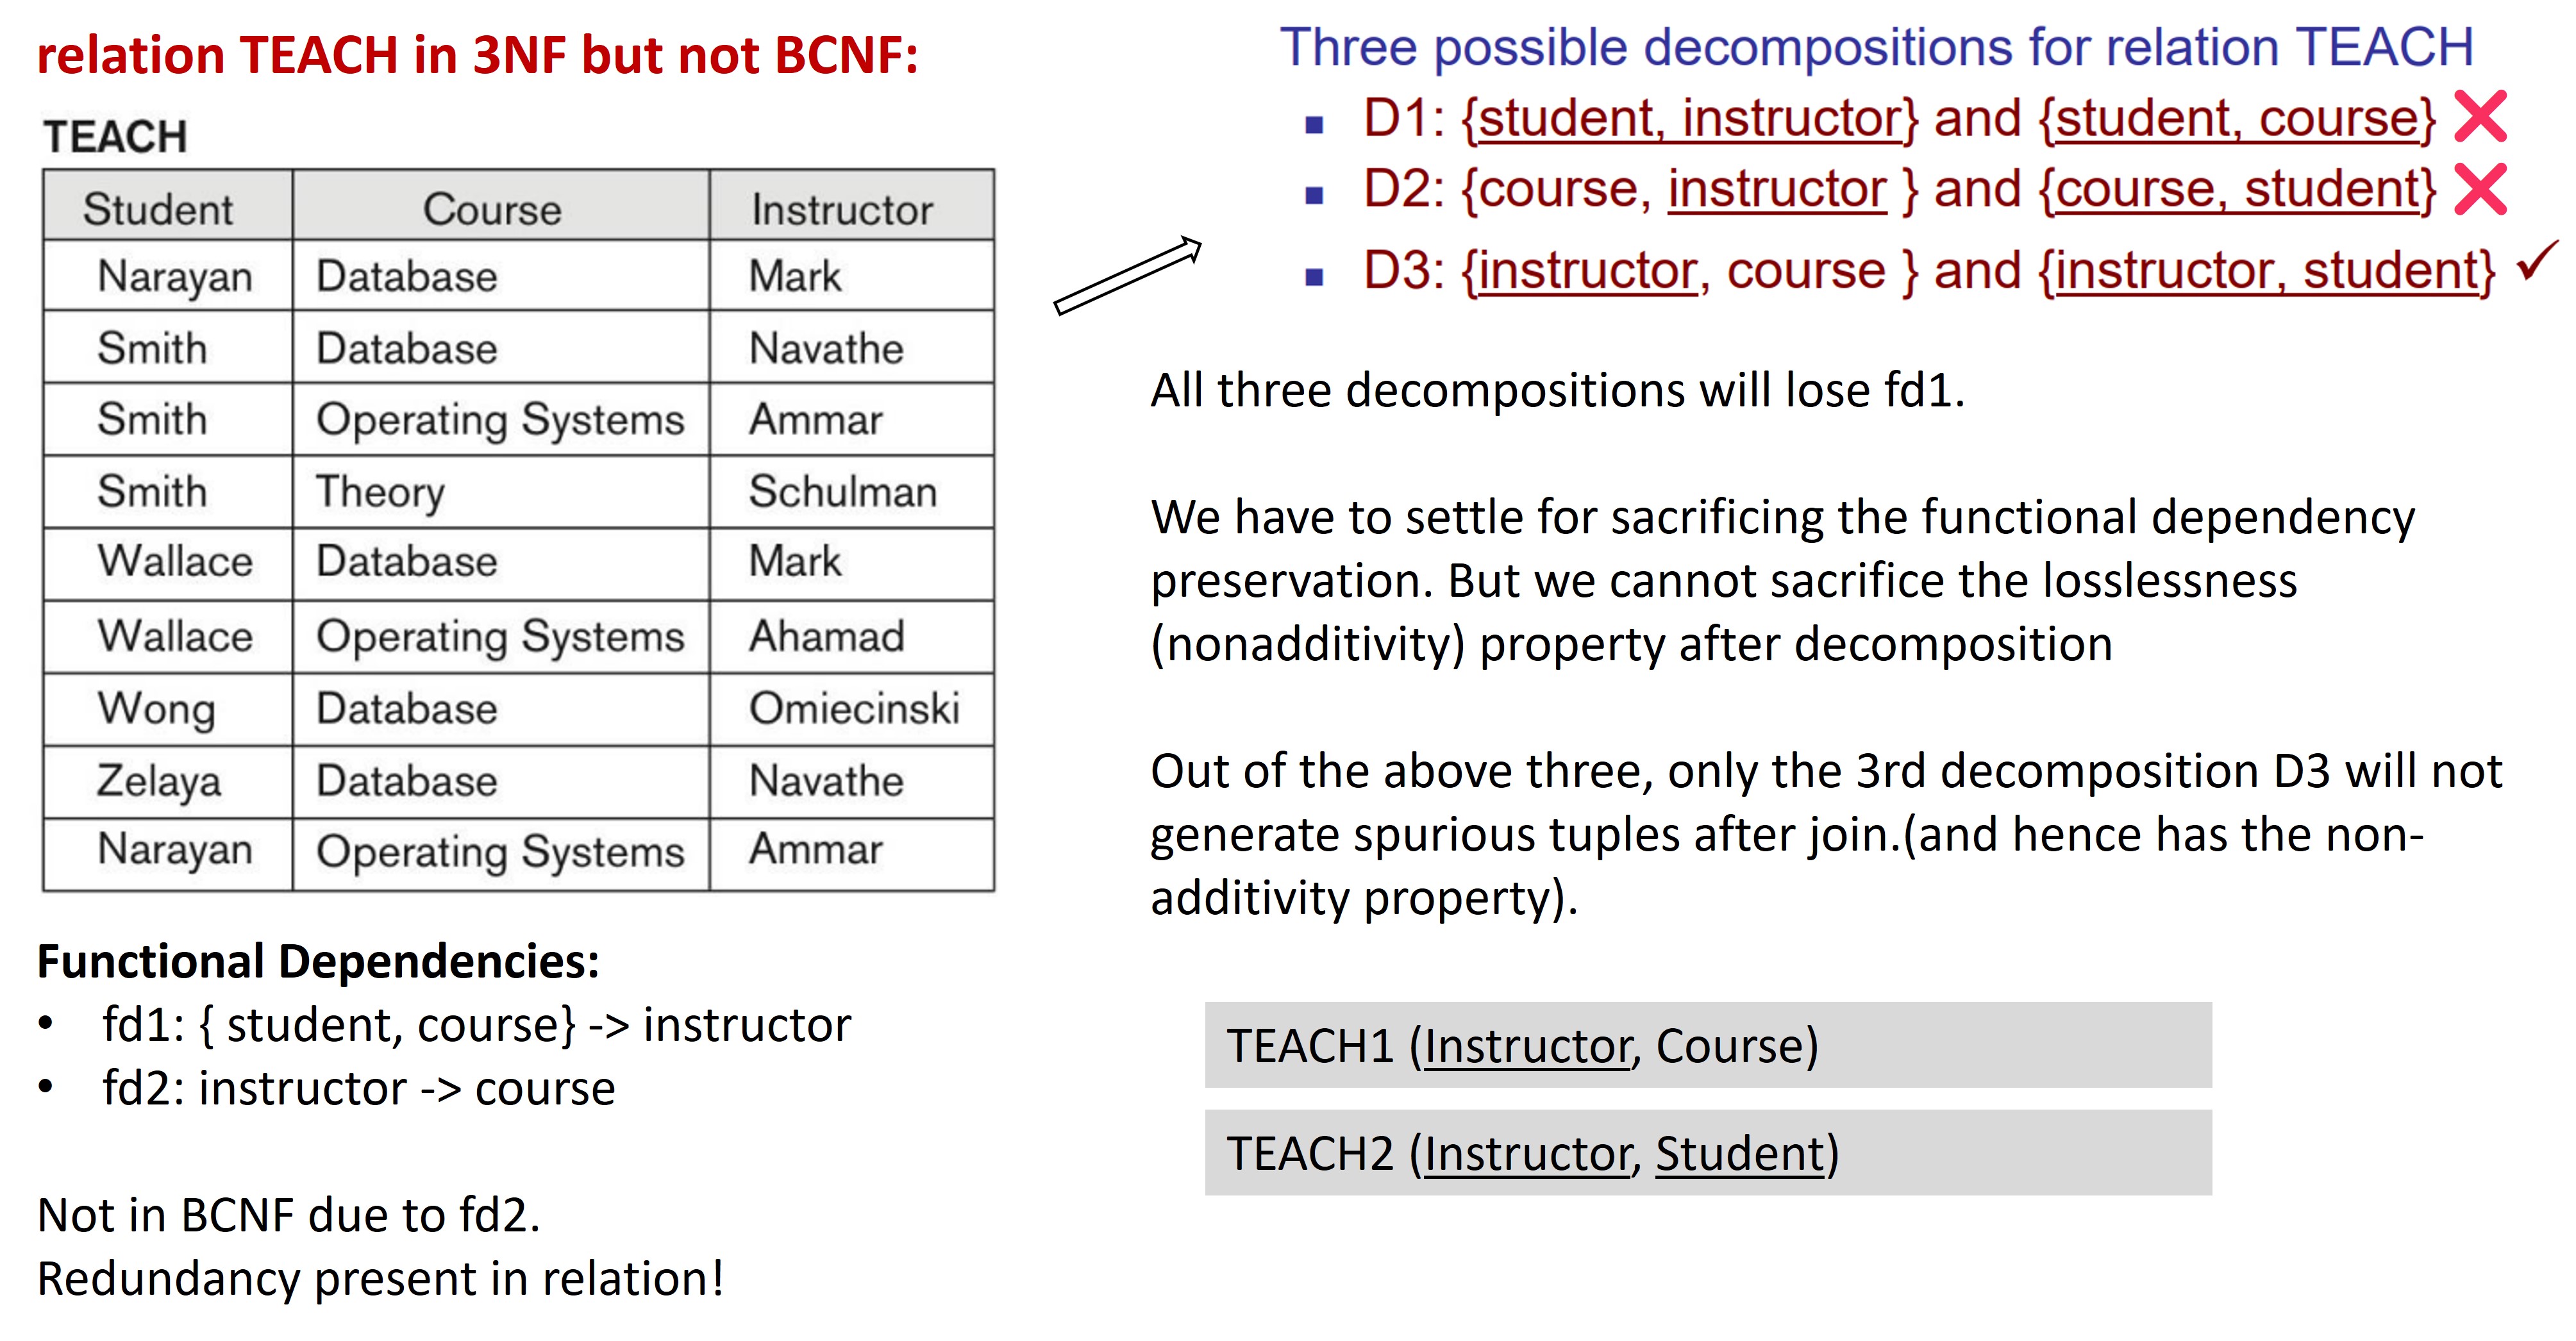 relation TEACH in 3NF but not BCNF:
TEACH
Student Course Instructor
Narayan Database Mark
Smith Database Navathe
Smith Operating Systems Ammar
Smith Theory Schulman
Wallace Database Mark
Wallace Operating Systems Ahamad
Wong Database Omiecinski
Zelaya Database Navathe
Narayan Operating Systems Ammar
Functional Dependencies:
• fd1: { student, course} -> instructor
• fd2: instructor -> course
Not in BCNF due to fd2.
Redundancy present in relation!
Three possible decompositions for relation TEACH
▪ D1: {student, instructor} and {student, course} ❌
▪ D2: {course, instructor } and {course, student} ❌
▪ D3: {instructor, course } and {instructor, student} ✓
All three decompositions will lose fd1.
We have to settle for sacrificing the functional dependency
preservation. But we cannot sacrifice the losslessness
(nonadditivity) property after decomposition
Out of the above three, only the 3rd decomposition D3 will not
generate spurious tuples after join.(and hence has the non-
additivity property).
TEACH1 (Instructor, Course)
TEACH2 (Instructor, Student)